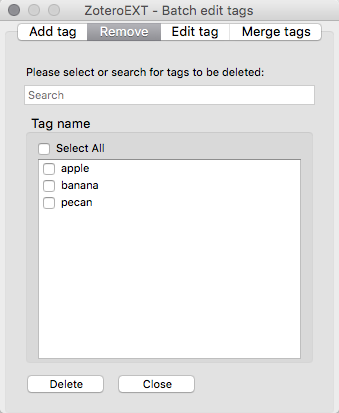 ZoteroEXT - Batch edit tags
Add tag Remove Edit tag Merge tags
Please select or search for tags to be deleted:
Search
Tag name
Select All
apple
banana
pecan
Delete Close